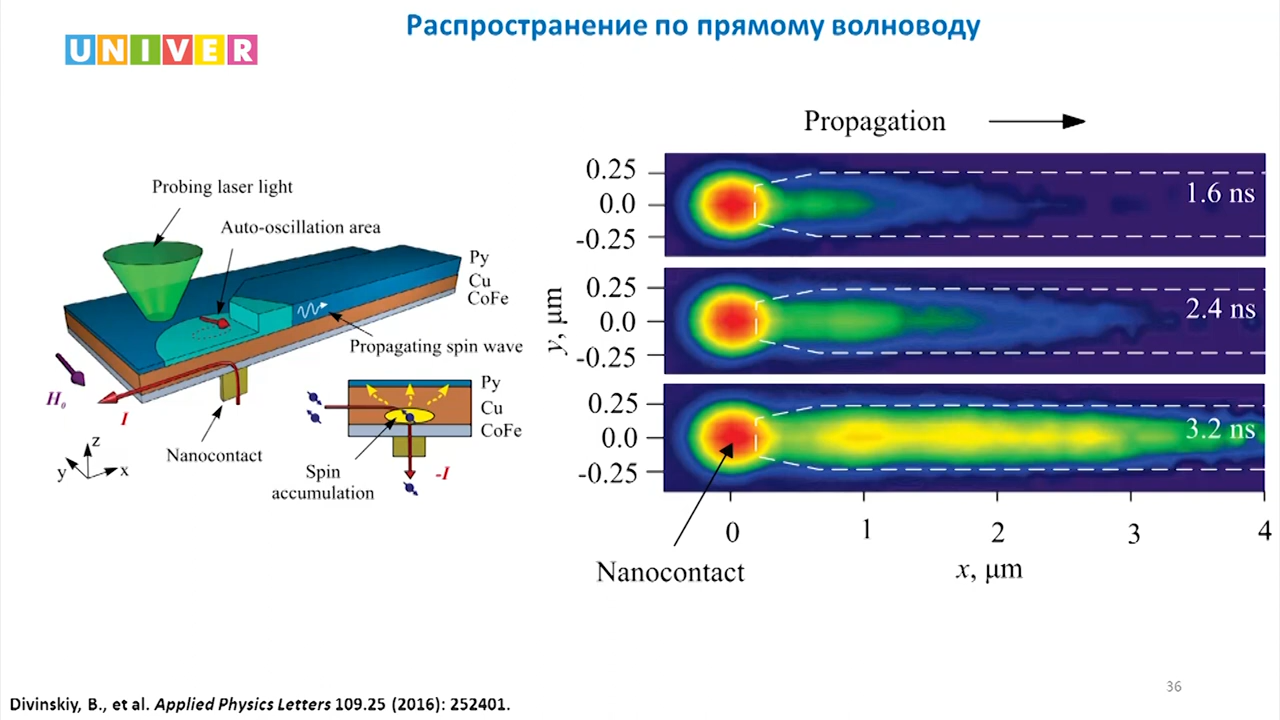 Распространение по прямому волноводу
UNIVER
Probing laser light
Auto-oscillation area
Py
Cu
CoFe
Propagating spin wave
H₀
I
Nanocontact
z
y
x
Py
Cu
CoFe
Spin
accumulation
-I
Propagation
0.25
0.0
-0.25
1.6 ns
0.25
0.0
-0.25
2.4 ns
0.25
0.0
-0.25
3.2 ns
y, μm
0 1 2 3 4
x, μm
Nanocontact
36
Divinskiy, B., et al. Applied Physics Letters 109.25 (2016): 252401.